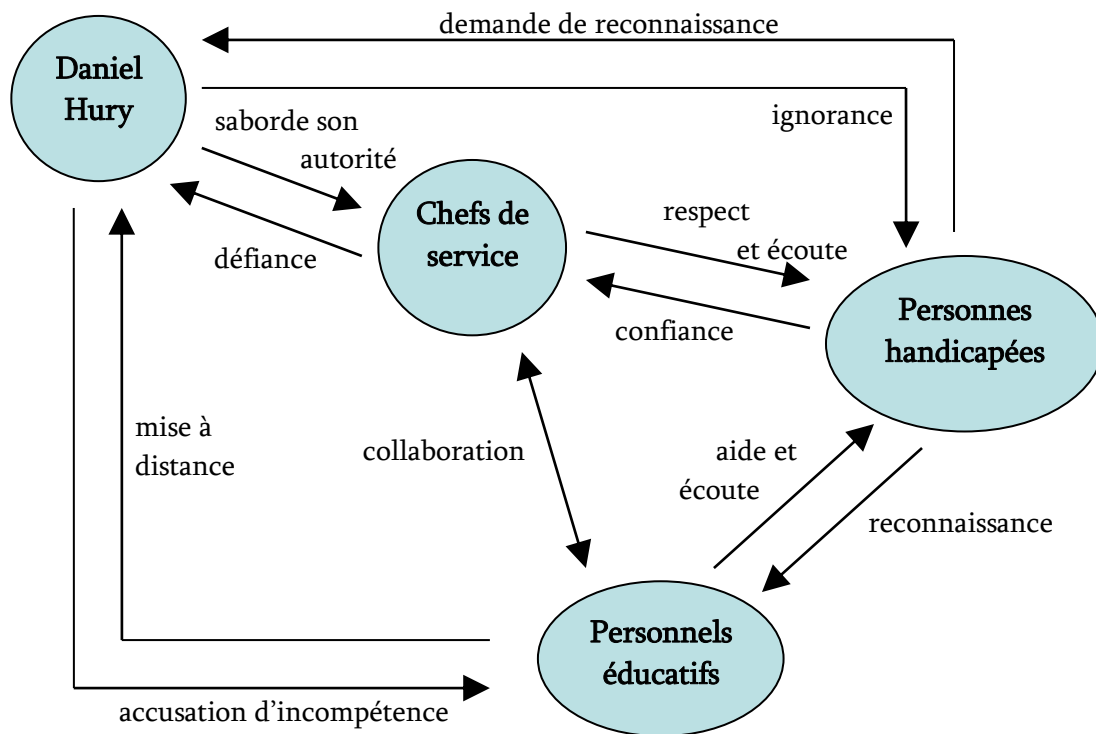 demande de reconnaissance
Daniel
Hury
ignorance
saborde son
autorité
Chefs de
service
respect
et écoute
défiance
confiance
Personnes
handicapées
mise à
distance
collaboration
aide et
écoute
reconnaissance
Personnels
éducatifs
accusation d’incompétence